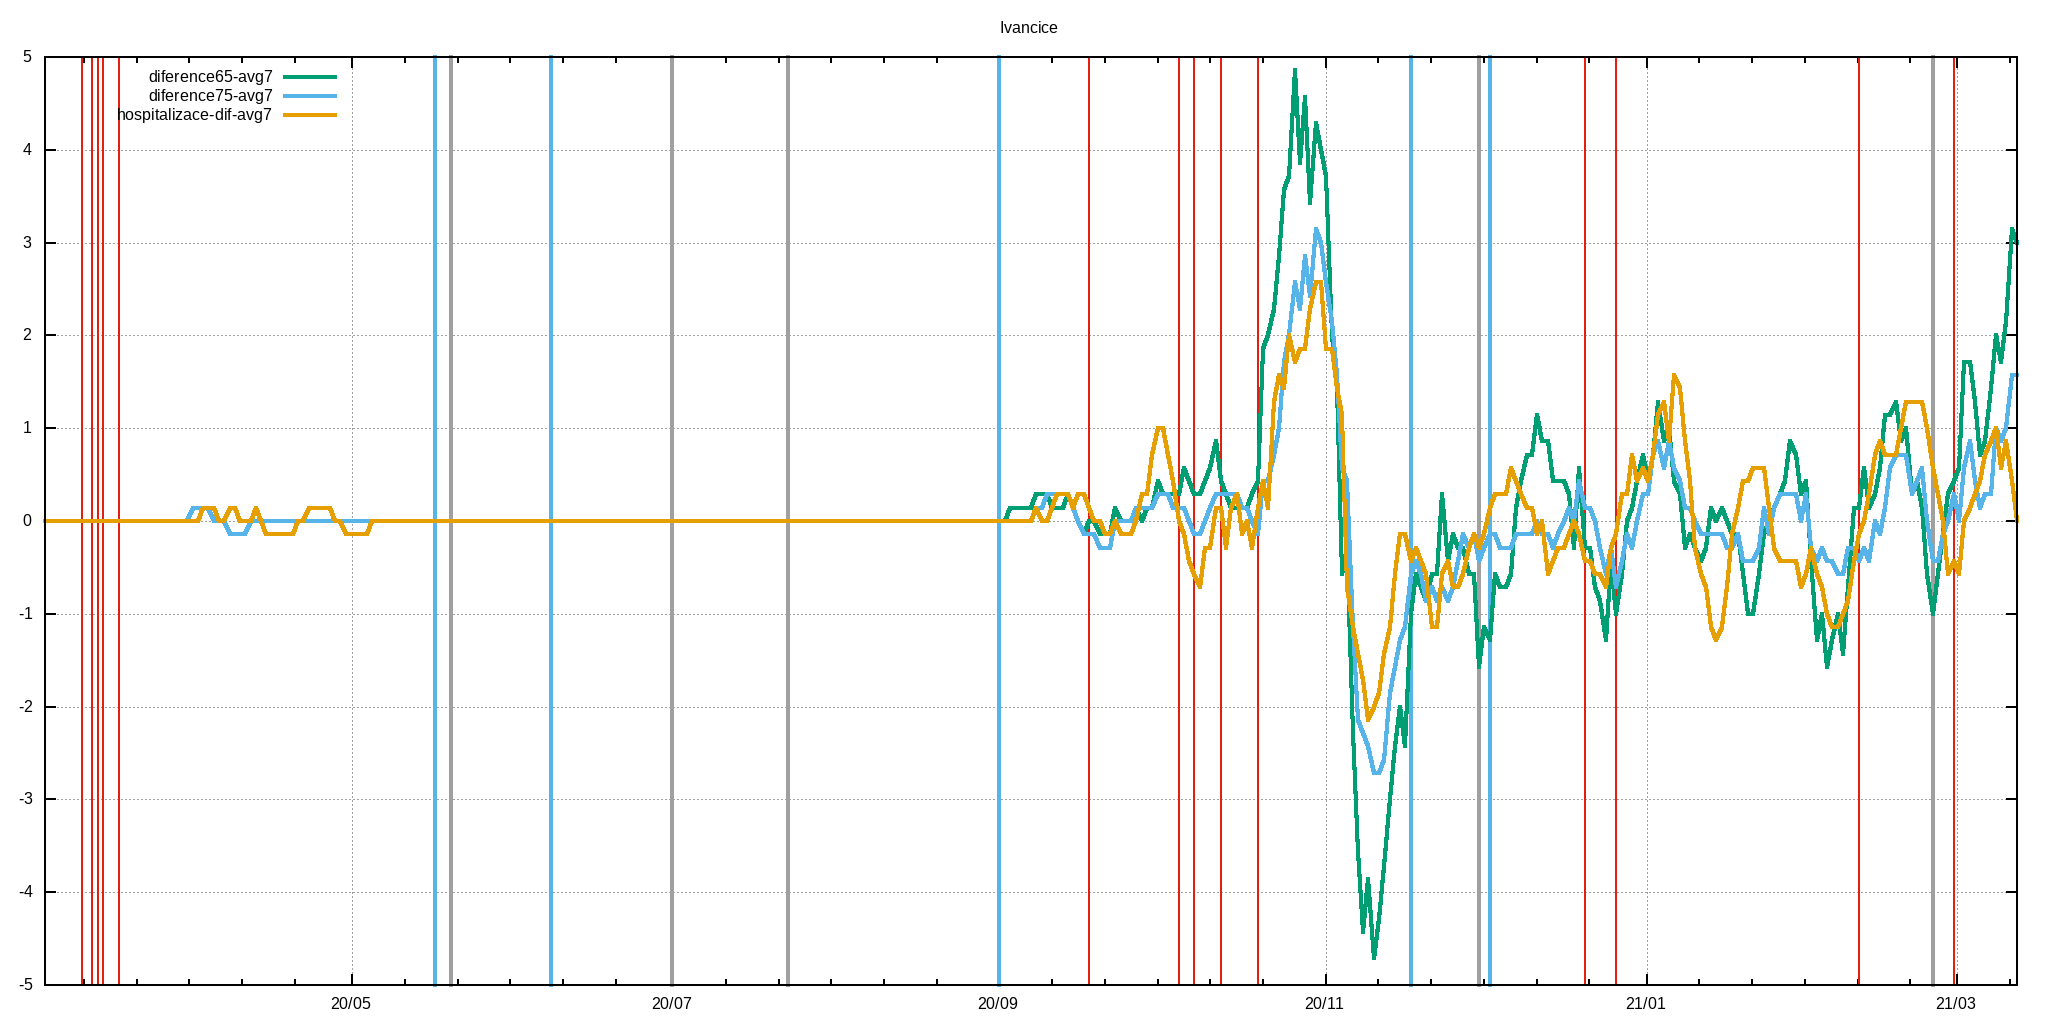 Ivancice
diference65-avg7
diference75-avg7
hospitalizace-dif-avg7
5
4
3
2
1
0
-1
-2
-3
-4
-5
20/05 20/07 20/09 20/11 21/01 21/03